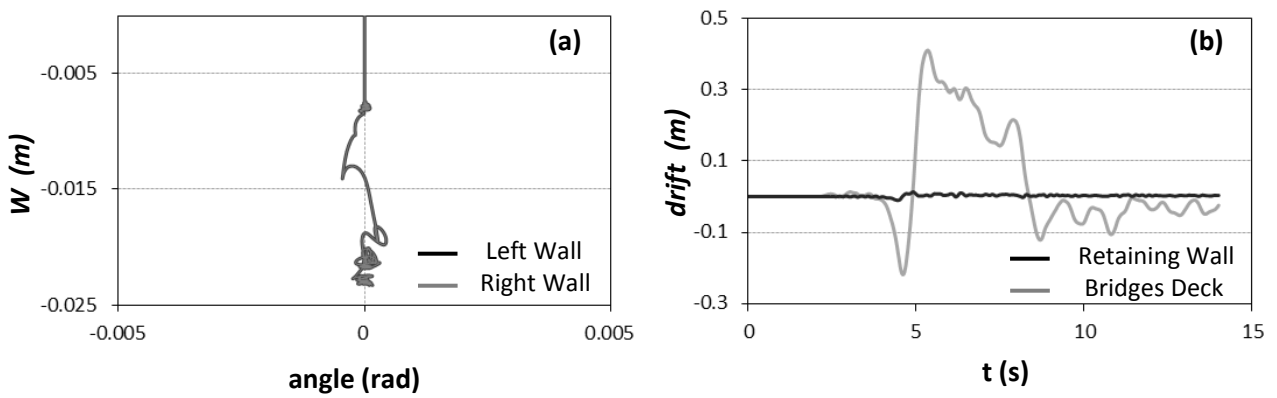 (a)
-0.005
-0.015
-0.025
W (m)
-0.005 0 0.005
angle (rad)
Left Wall
Right Wall
(b)
0.5
0.3
0.1
-0.1
-0.3
drift (m)
0 5 10 15
t (s)
Retaining Wall
Bridges Deck